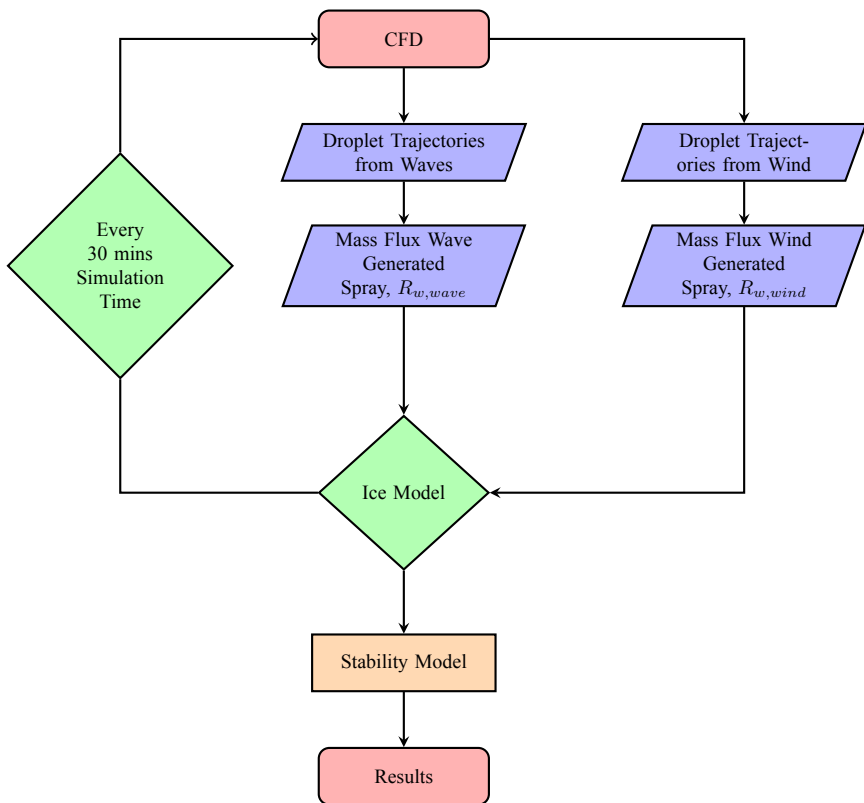 CFD
Droplet Trajectories
from Waves
Droplet Traject-
ories from Wind
Every
30 mins
Simulation
Time
Mass Flux Wave
Generated
Spray, $R_{w,wave}$
Mass Flux Wind
Generated
Spray, $R_{w,wind}$
Ice Model
Stability Model
Results